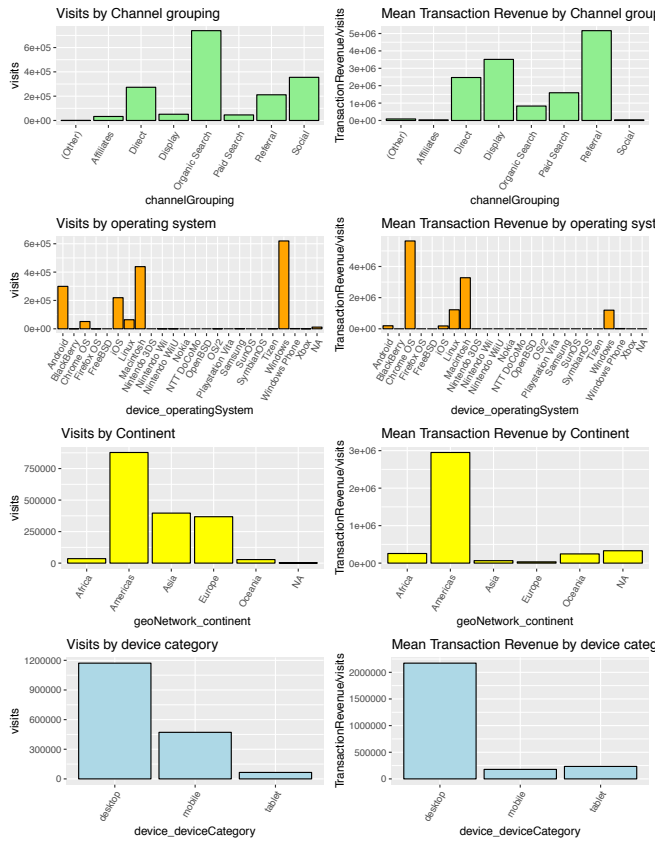 Visits by Channel grouping
visits
6e+05
4e+05
2e+05
0e+00
(Other)
Affiliates
Direct
Display
Organic Search
Paid Search
Referral
Social
channelGrouping
Mean Transaction Revenue by Channel grou
TransactionRevenue/visits
5e+06
4e+06
3e+06
2e+06
1e+06
0e+00
(Other)
Affiliates
Direct
Display
Organic Search
Paid Search
Referral
Social
channelGrouping
Visits by operating system
visits
6e+05
4e+05
2e+05
0e+00
Android
BlackBerry
Chrome OS
Firefox OS
FreeBSD
iOS
Linux
Macintosh
Nintendo 3DS
Nintendo Wii
Nintendo WiiU
Nokia
NTT DoCoMo
OpenBSD
OS/2
Playstation Vita
Samsung
SunOS
SymbianOS
Tizen
Windows
Windows Phone
Xbox
NA
device_operatingSystem
Mean Transaction Revenue by operating syst
TransactionRevenue/visits
4e+06
2e+06
0e+00
Android
BlackBerry
Chrome OS
Firefox OS
FreeBSD
iOS
Linux
Macintosh
Nintendo 3DS
Nintendo Wii
Nintendo WiiU
Nokia
NTT DoCoMo
OpenBSD
OS/2
Playstation Vita
Samsung
SunOS
SymbianOS
Tizen
Windows
Windows Phone
Xbox
NA
device_operatingSystem
Visits by Continent
visits
750000
500000
250000
0
Africa
Americas
Asia
Europe
Oceania
NA
geoNetwork_continent
Mean Transaction Revenue by Continent
TransactionRevenue/visits
3e+06
2e+06
1e+06
0e+00
Africa
Americas
Asia
Europe
Oceania
NA
geoNetwork_continent
Visits by device category
visits
1200000
900000
600000
300000
0
desktop
mobile
tablet
device_deviceCategory
Mean Transaction Revenue by device categ
TransactionRevenue/visits
2000000
1500000
1000000
500000
0
desktop
mobile
tablet
device_deviceCategory